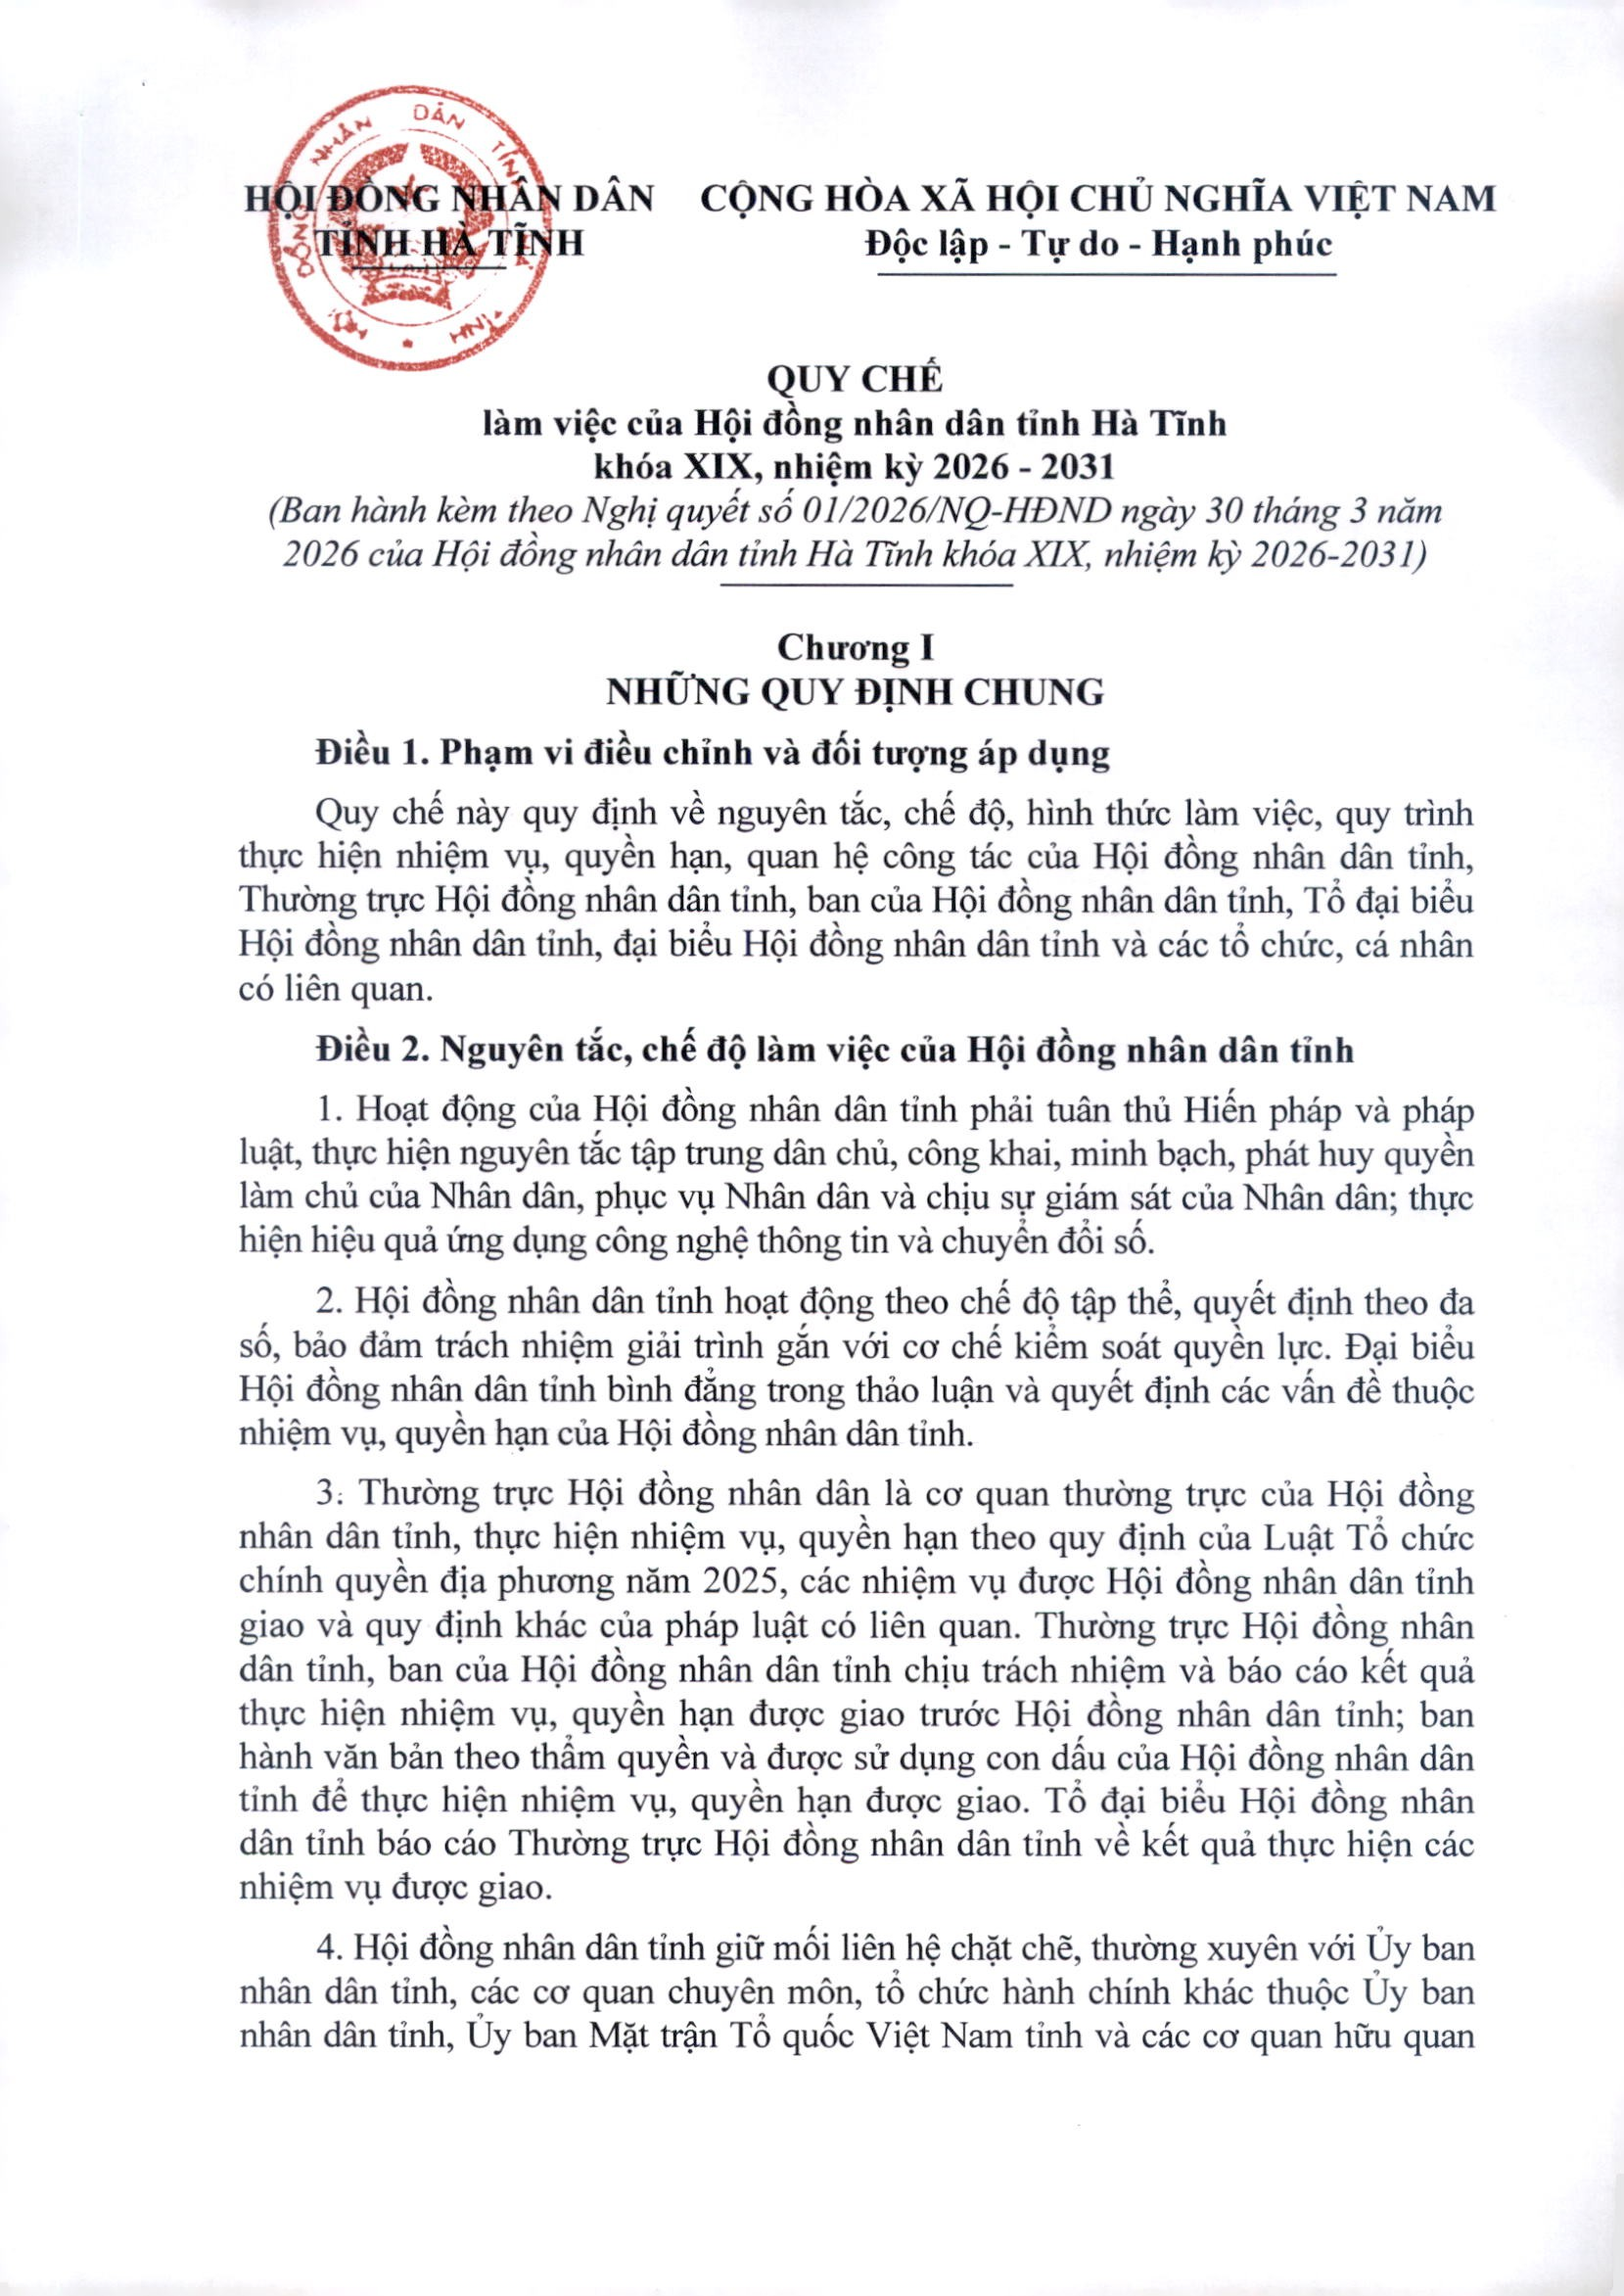 HỘI ĐỒNG NHÂN DÂN
TỈNH HÀ TĨNH
CỘNG HÒA XÃ HỘI CHỦ NGHĨA VIỆT NAM
Độc lập - Tự do - Hạnh phúc
NHÂN DÂN TỈNH
QUY CHẾ
làm việc của Hội đồng nhân dân tỉnh Hà Tĩnh
khóa XIX, nhiệm kỳ 2026 - 2031
(Ban hành kèm theo Nghị quyết số 01/2026/NQ-HĐND ngày 30 tháng 3 năm
2026 của Hội đồng nhân dân tỉnh Hà Tĩnh khóa XIX, nhiệm kỳ 2026-2031)
Chương I
NHỮNG QUY ĐỊNH CHUNG
Điều 1. Phạm vi điều chỉnh và đối tượng áp dụng
Quy chế này quy định về nguyên tắc, chế độ, hình thức làm việc, quy trình
thực hiện nhiệm vụ, quyền hạn, quan hệ công tác của Hội đồng nhân dân tỉnh,
Thường trực Hội đồng nhân dân tỉnh, ban của Hội đồng nhân dân tỉnh, Tổ đại biểu
Hội đồng nhân dân tỉnh, đại biểu Hội đồng nhân dân tỉnh và các tổ chức, cá nhân
có liên quan.
Điều 2. Nguyên tắc, chế độ làm việc của Hội đồng nhân dân tỉnh
1. Hoạt động của Hội đồng nhân dân tỉnh phải tuân thủ Hiến pháp và pháp
luật, thực hiện nguyên tắc tập trung dân chủ, công khai, minh bạch, phát huy quyền
làm chủ của Nhân dân, phục vụ Nhân dân và chịu sự giám sát của Nhân dân; thực
hiện hiệu quả ứng dụng công nghệ thông tin và chuyển đổi số.
2. Hội đồng nhân dân tỉnh hoạt động theo chế độ tập thể, quyết định theo đa
số, bảo đảm trách nhiệm giải trình gắn với cơ chế kiểm soát quyền lực. Đại biểu
Hội đồng nhân dân tỉnh bình đẳng trong thảo luận và quyết định các vấn đề thuộc
nhiệm vụ, quyền hạn của Hội đồng nhân dân tỉnh.
3. Thường trực Hội đồng nhân dân là cơ quan thường trực của Hội đồng
nhân dân tỉnh, thực hiện nhiệm vụ, quyền hạn theo quy định của Luật Tổ chức
chính quyền địa phương năm 2025, các nhiệm vụ được Hội đồng nhân dân tỉnh
giao và quy định khác của pháp luật có liên quan. Thường trực Hội đồng nhân
dân tỉnh, ban của Hội đồng nhân dân tỉnh chịu trách nhiệm và báo cáo kết quả
thực hiện nhiệm vụ, quyền hạn được giao trước Hội đồng nhân dân tỉnh; ban
hành văn bản theo thẩm quyền và được sử dụng con dấu của Hội đồng nhân dân
tỉnh để thực hiện nhiệm vụ, quyền hạn được giao. Tổ đại biểu Hội đồng nhân
dân tỉnh báo cáo Thường trực Hội đồng nhân dân tỉnh về kết quả thực hiện các
nhiệm vụ được giao.
4. Hội đồng nhân dân tỉnh giữ mối liên hệ chặt chẽ, thường xuyên với Ủy ban
nhân dân tỉnh, các cơ quan chuyên môn, tổ chức hành chính khác thuộc Ủy ban
nhân dân tỉnh, Ủy ban Mặt trận Tổ quốc Việt Nam tỉnh và các cơ quan hữu quan